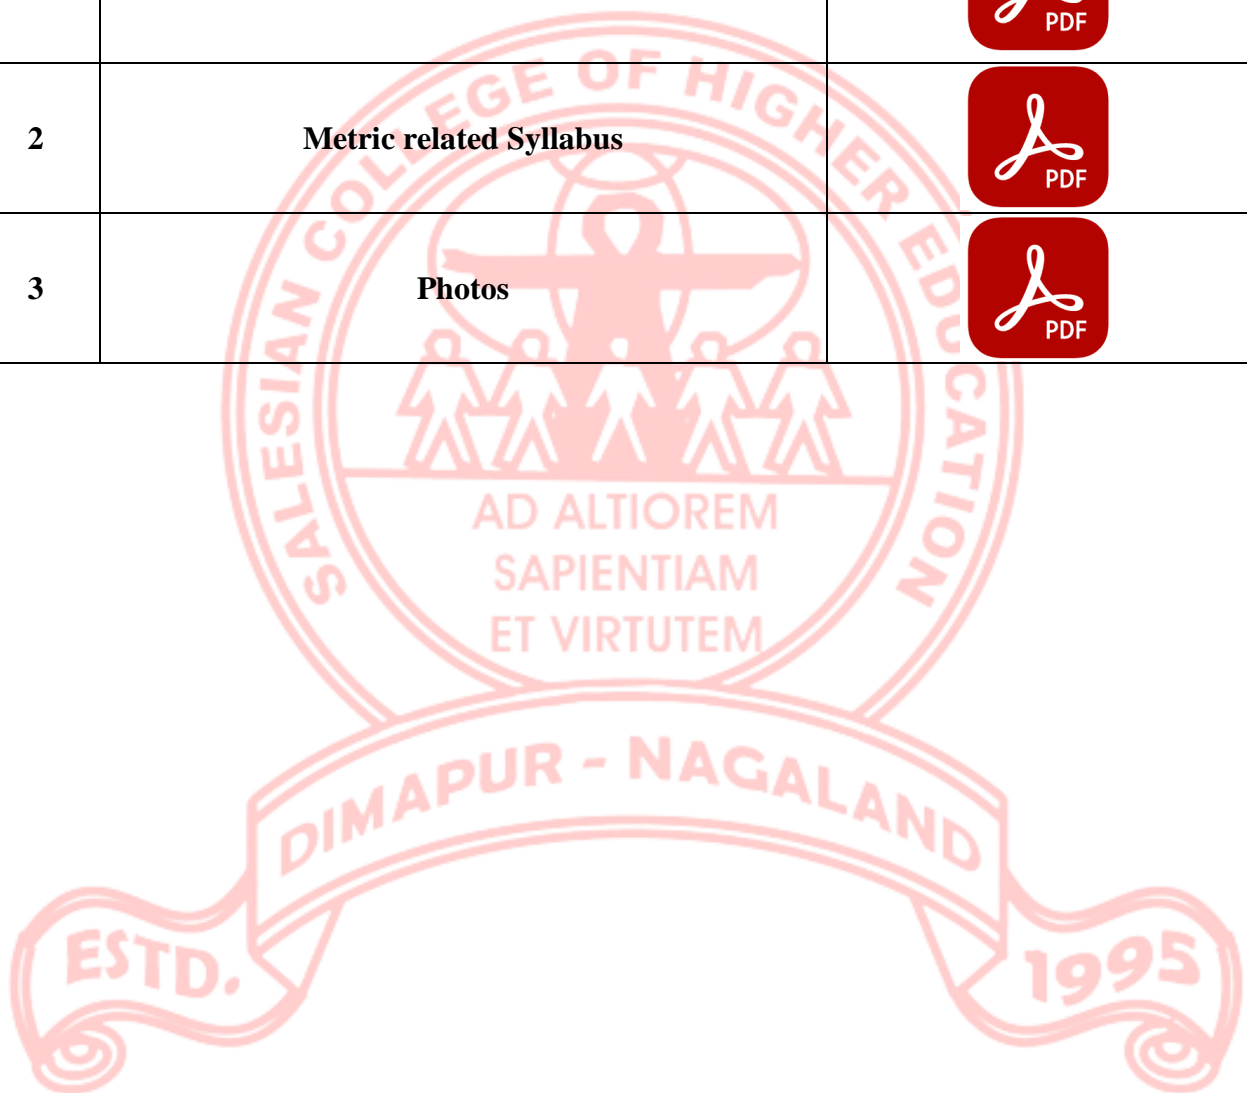 PDF
2 Metric related Syllabus PDF
3 Photos PDF
SALESIAN COLLEGE OF HIGHER EDUCATION
AD ALTIOREM
SAPIENTIAM
ET VIRTUTEM
DIMAPUR - NAGALAND
ESTD. 1995